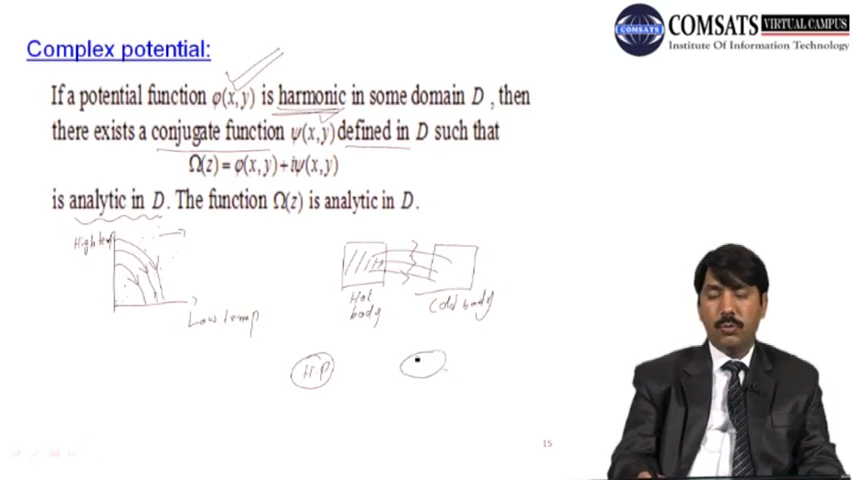 COMSATS VIRTUAL CAMPUS
Institute Of Information Technology
Complex potential:
If a potential function φ(x,y) is harmonic in some domain D , then
there exists a conjugate function ψ(x,y) defined in D such that
Ω(z)=φ(x,y)+iψ(x,y)
is analytic in D. The function Ω(z) is analytic in D.
High temp
Low temp
Hot
body
Cold body
H.P
15